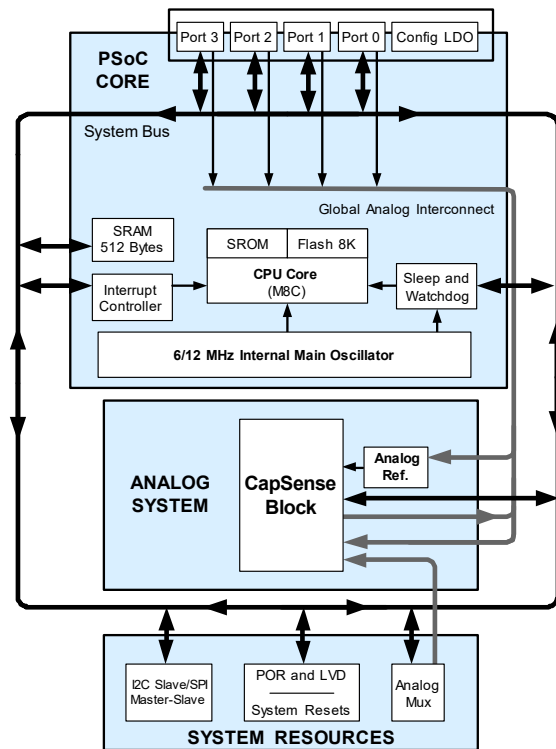 Port 3 Port 2 Port 1 Port 0 Config LDO
PSoC
CORE
System Bus
Global Analog Interconnect
SRAM
512 Bytes
SROM Flash 8K
CPU Core
(M8C)
Interrupt
Controller
Sleep and
Watchdog
6/12 MHz Internal Main Oscillator
ANALOG
SYSTEM
CapSense
Block
Analog
Ref.
I2C Slave/SPI
Master-Slave
POR and LVD
System Resets
Analog
Mux
SYSTEM RESOURCES